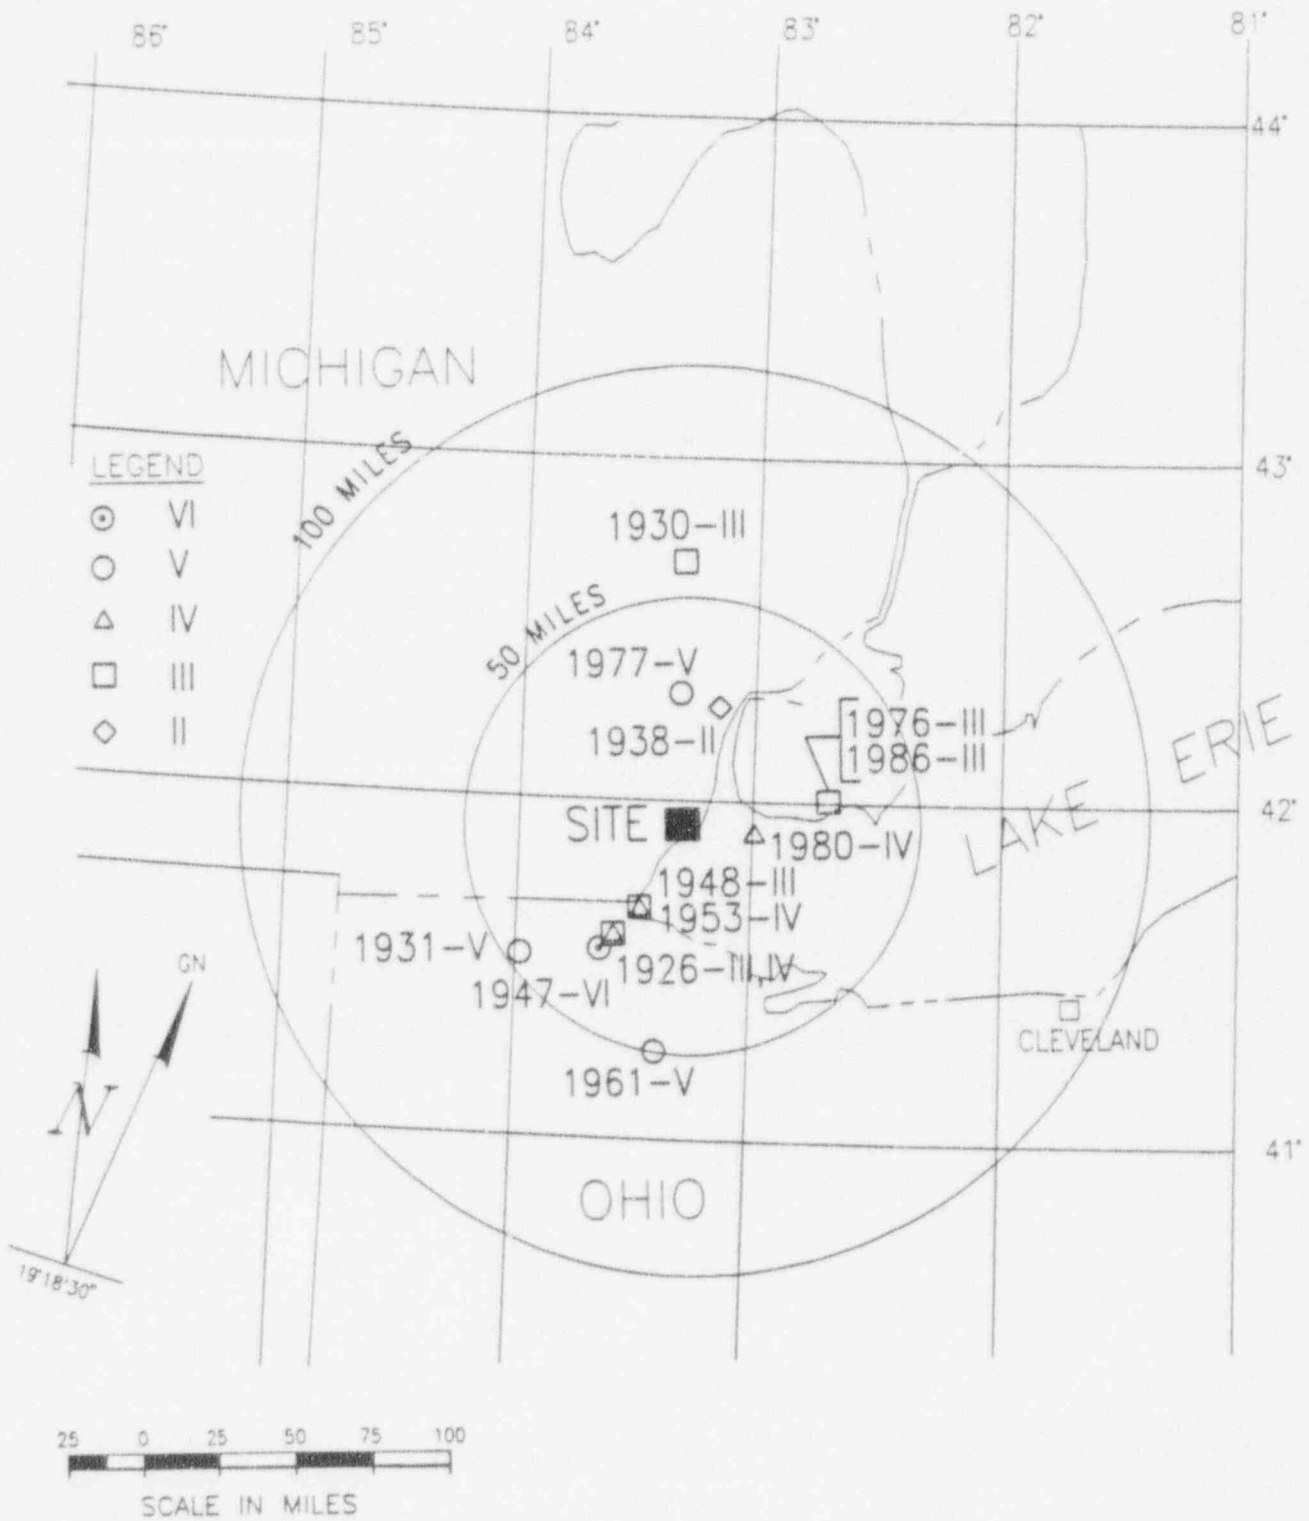 86° 85° 84° 83° 82° 81°
44°
MICHIGAN
43°
LEGEND
VI
V
IV
III
II
100 MILES
1930-III
50 MILES
1977-V
1938-II
1976-III
1986-III
LAKE ERIE
42°
SITE
1980-IV
1948-III
1953-IV
1931-V
1926-III,IV
1947-VI
GN
N
CLEVELAND
1961-V
41°
OHIO
19°18'30"
25 0 25 50 75 100
SCALE IN MILES